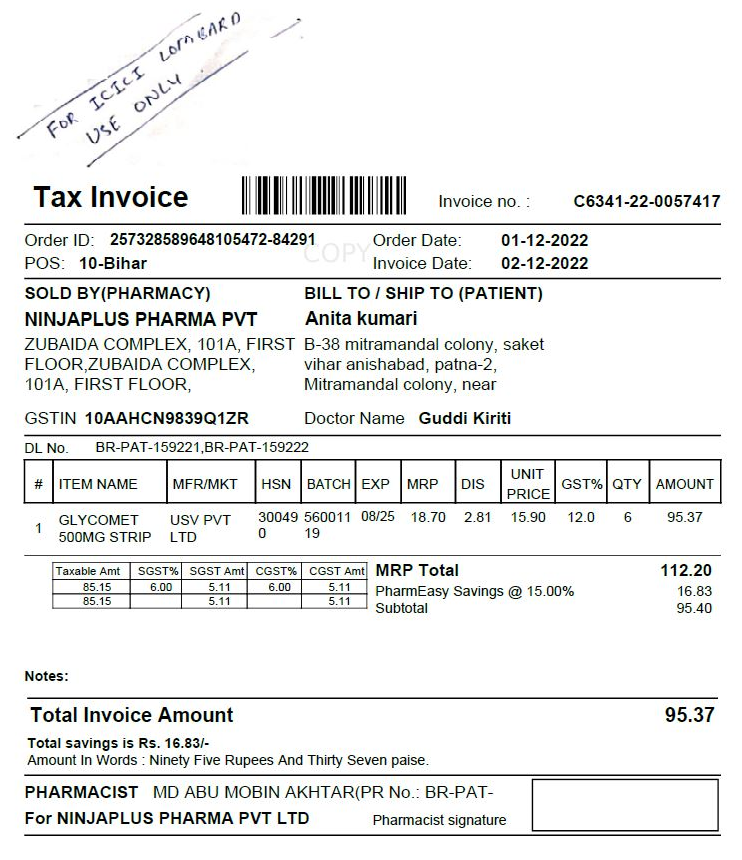 FOR ICICI LOMBARD
USE ONLY
Tax Invoice
Invoice no. : C6341-22-0057417
Order ID: 257328589648105472-84291 Order Date: 01-12-2022
COPY
POS: 10-Bihar Invoice Date: 02-12-2022
SOLD BY(PHARMACY) BILL TO / SHIP TO (PATIENT)
NINJAPLUS PHARMA PVT Anita kumari
ZUBAIDA COMPLEX, 101A, FIRST B-38 mitramandal colony, saket
FLOOR,ZUBAIDA COMPLEX, vihar anishabad, patna-2,
101A, FIRST FLOOR, Mitramandal colony, near
GSTIN 10AAHCN9839Q1ZR Doctor Name Guddi Kiriti
DL No. BR-PAT-159221,BR-PAT-159222
# ITEM NAME MFR/MKT HSN BATCH EXP MRP DIS UNIT PRICE GST% QTY AMOUNT
1 GLYCOMET USV PVT 30049 560011 08/25 18.70 2.81 15.90 12.0 6 95.37
500MG STRIP LTD 0 19
Taxable Amt SGST% SGST Amt CGST% CGST Amt MRP Total 112.20
85.15 6.00 5.11 6.00 5.11 PharmEasy Savings @ 15.00% 16.83
85.15 5.11 5.11 Subtotal 95.40
Notes:
Total Invoice Amount 95.37
Total savings is Rs. 16.83/-
Amount In Words : Ninety Five Rupees And Thirty Seven paise.
PHARMACIST MD ABU MOBIN AKHTAR(PR No.: BR-PAT-
For NINJAPLUS PHARMA PVT LTD Pharmacist signature